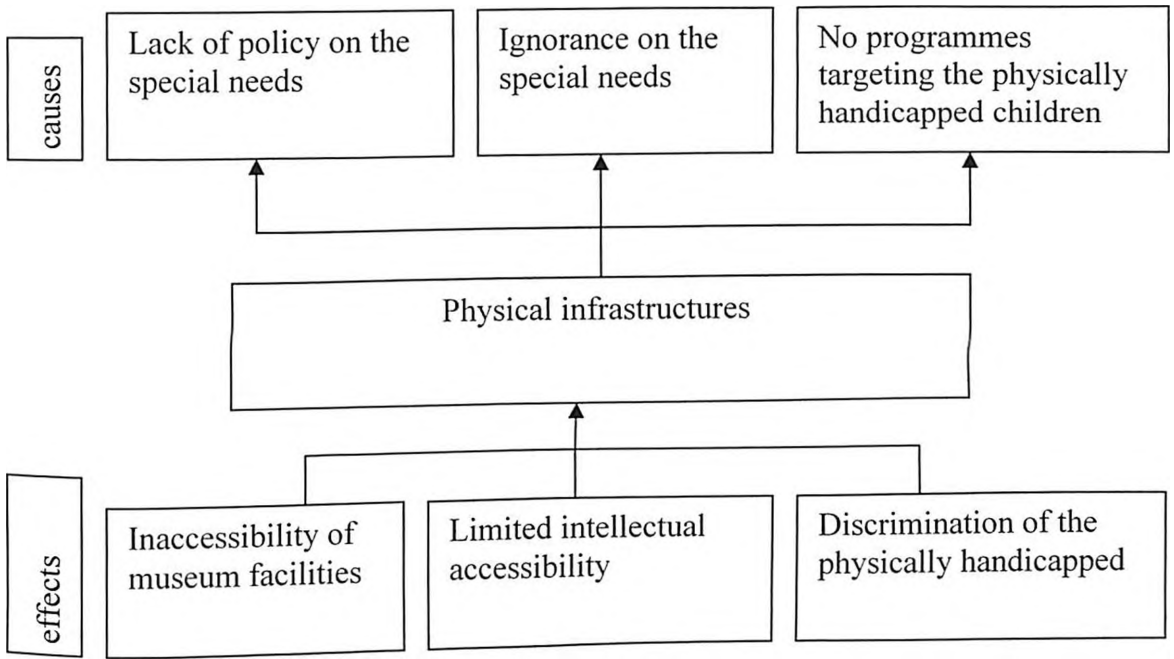 causes
Lack of policy on the
special needs
Ignorance on the
special needs
No programmes
targeting the physically
handicapped children
Physical infrastructures
effects
Inaccessibility of
museum facilities
Limited intellectual
accessibility
Discrimination of the
physically handicapped